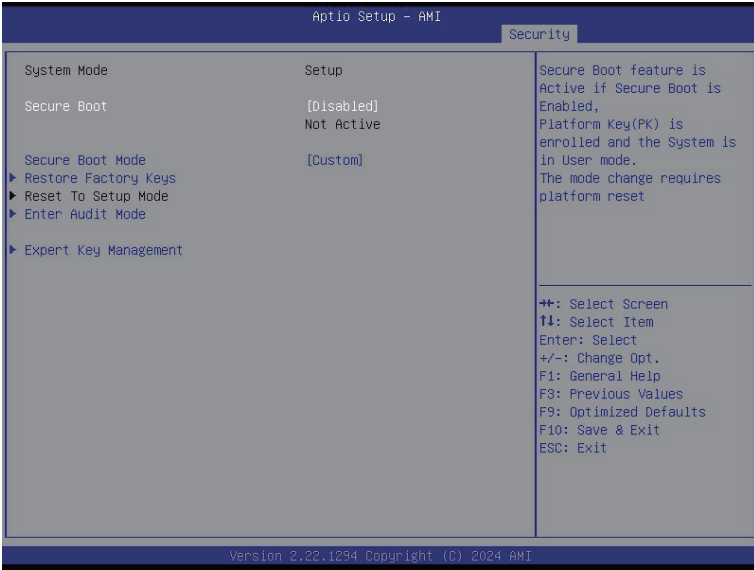 Aptio Setup – AMI
Security
System Mode Setup
Secure Boot [Disabled]
Not Active
Secure Boot Mode [Custom]
Restore Factory Keys
Reset To Setup Mode
Enter Audit Mode
Expert Key Management
Secure Boot feature is
Active if Secure Boot is
Enabled,
Platform Key(PK) is
enrolled and the System is
in User mode.
The mode change requires
platform reset
→←: Select Screen
↑↓: Select Item
Enter: Select
+/-: Change Opt.
F1: General Help
F3: Previous Values
F9: Optimized Defaults
F10: Save & Exit
ESC: Exit
Version 2.22.1294 Copyright (C) 2024 AMI